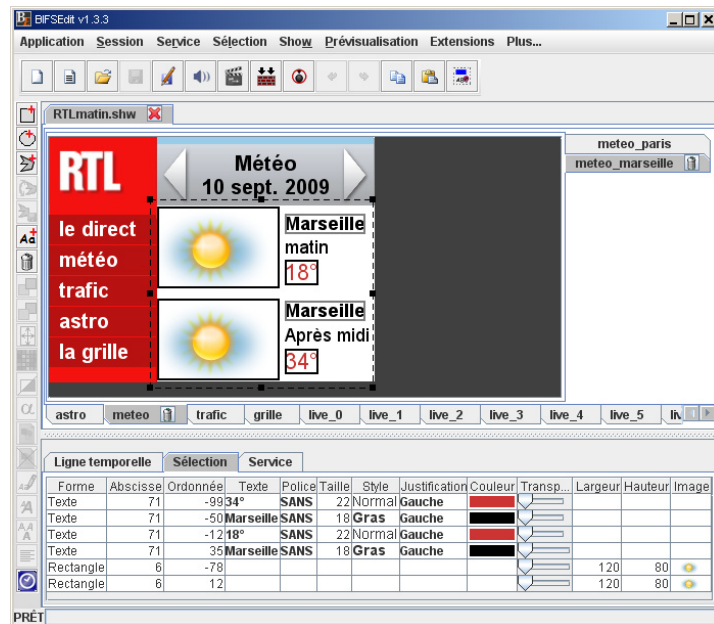 BIFSEdit v1.3.3
Application Session Service Sélection Show Prévisualisation Extensions Plus...
RTLmatin.shw
RTL
Météo
10 sept. 2009
meteo_paris
meteo_marseille
le direct
météo
trafic
astro
la grille
Marseille
matin
18°
Marseille
Après midi
34°
Aa
astro meteo trafic grille live_0 live_1 live_2 live_3 live_4 live_5
Ligne temporelle Sélection Service
Forme Abscisse Ordonnée Texte Police Taille Style Justification Couleur Transp... Largeur Hauteur Image
Texte 71 -99 34° SANS 22 Normal Gauche
Texte 71 -50 Marseille SANS 18 Gras Gauche
Texte 71 -12 18° SANS 22 Normal Gauche
Texte 71 35 Marseille SANS 18 Gras Gauche
Rectangle 6 -78 120 80
Rectangle 6 12 120 80
PRÊT